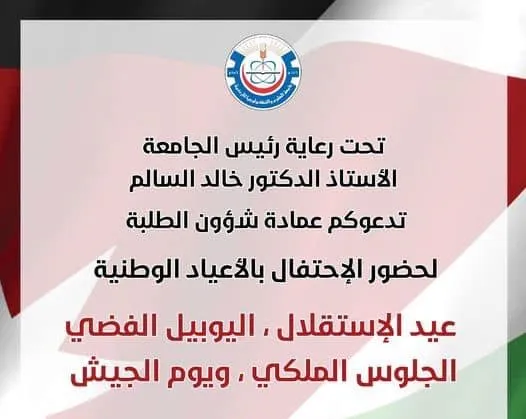 تحت رعاية رئيس الجامعة
الأستاذ الدكتور خالد السالم
تدعوكم عمادة شؤون الطلبة
لحضور الإحتفال بالأعياد الوطنية
عيد الإستقلال ، اليوبيل الفضي
الجلوس الملكي ، ويوم الجيش